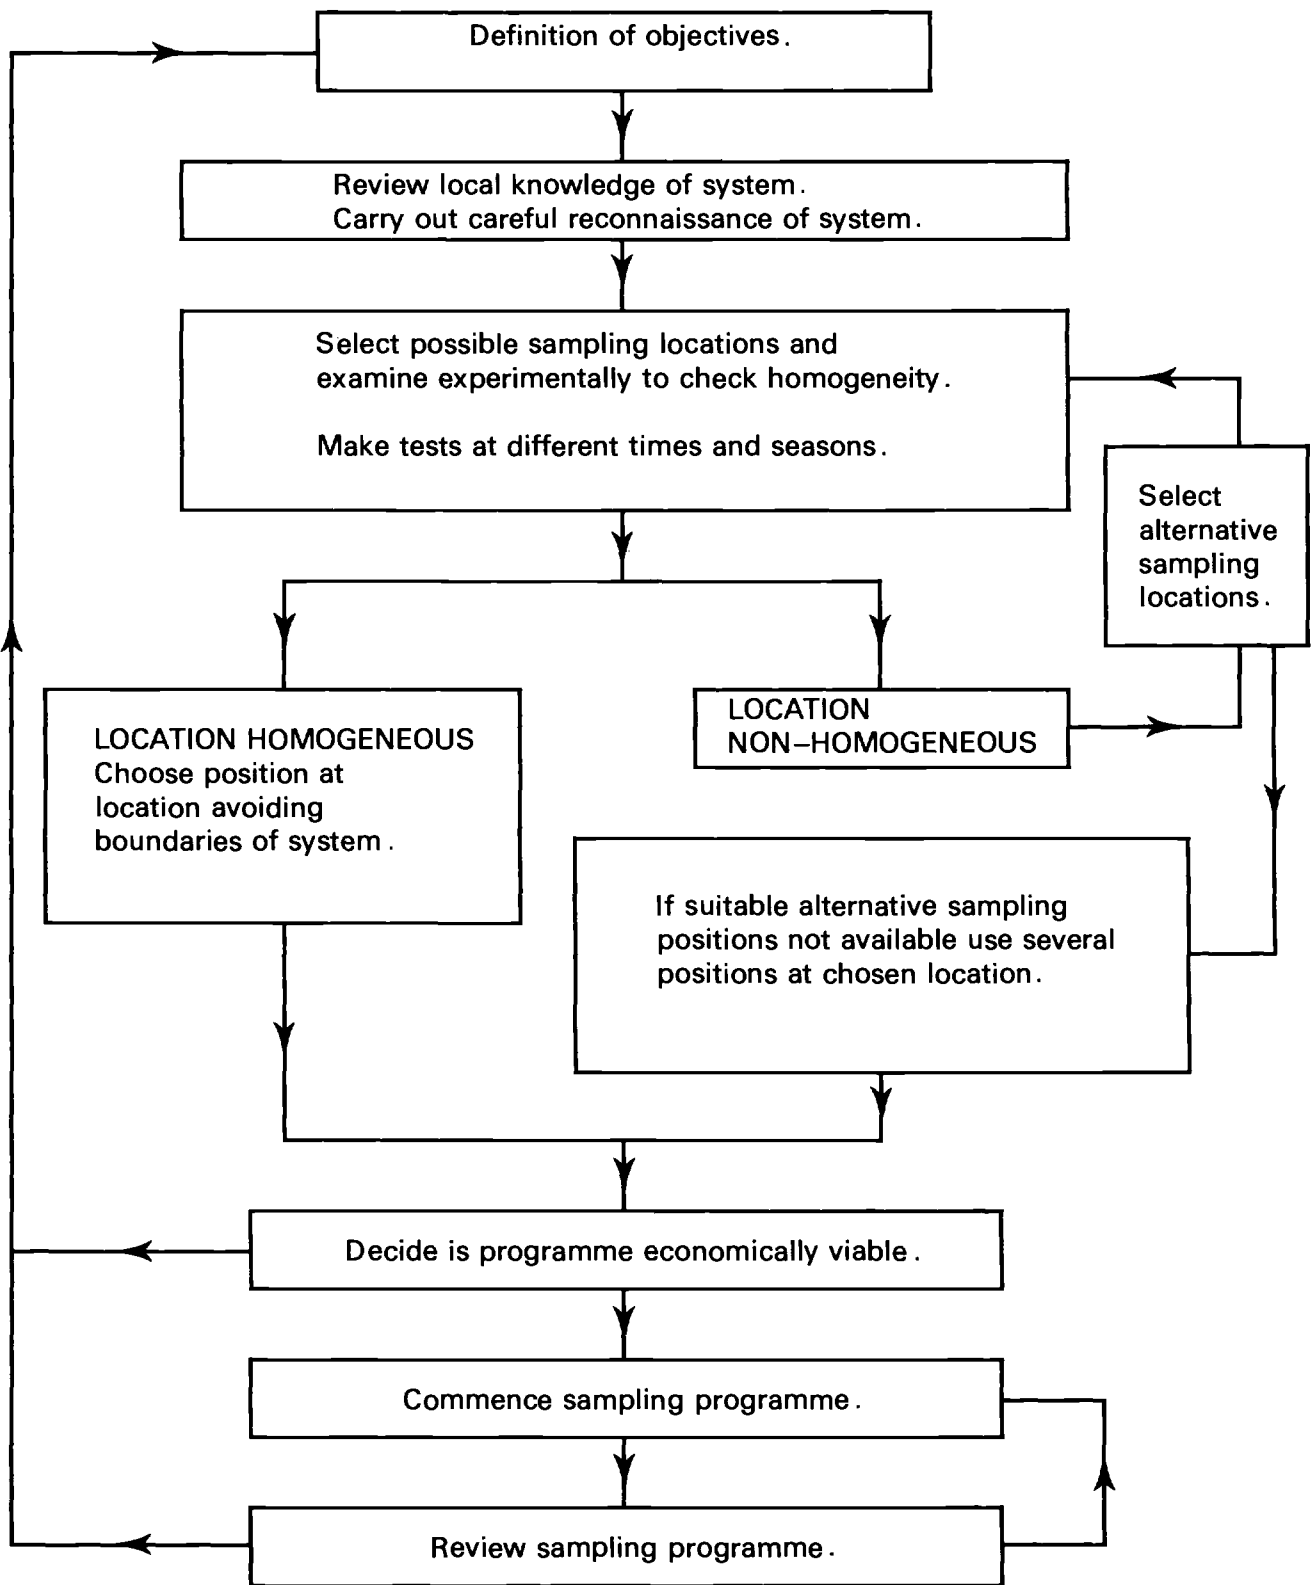 Definition of objectives.
Review local knowledge of system.
Carry out careful reconnaissance of system.
Select possible sampling locations and
examine experimentally to check homogeneity.
Make tests at different times and seasons.
Select
alternative
sampling
locations.
LOCATION HOMOGENEOUS
Choose position at
location avoiding
boundaries of system.
LOCATION
NON–HOMOGENEOUS
If suitable alternative sampling
positions not available use several
positions at chosen location.
Decide is programme economically viable.
Commence sampling programme.
Review sampling programme.